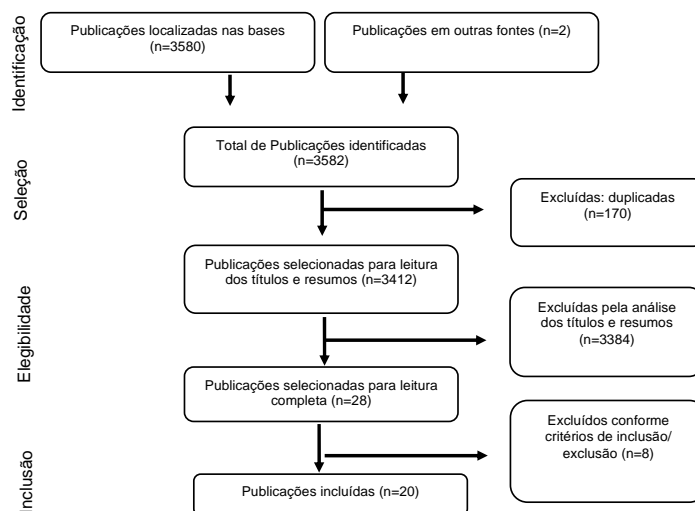 Identificação
Publicações localizadas nas bases
(n=3580)
Publicações em outras fontes (n=2)
Seleção
Total de Publicações identificadas
(n=3582)
Excluídas: duplicadas
(n=170)
Elegibilidade
Publicações selecionadas para leitura
dos títulos e resumos (n=3412)
Excluídas pela análise
dos títulos e resumos
(n=3384)
Publicações selecionadas para leitura
completa (n=28)
Excluídos conforme
critérios de inclusão/
exclusão (n=8)
Inclusão
Publicações incluídas (n=20)